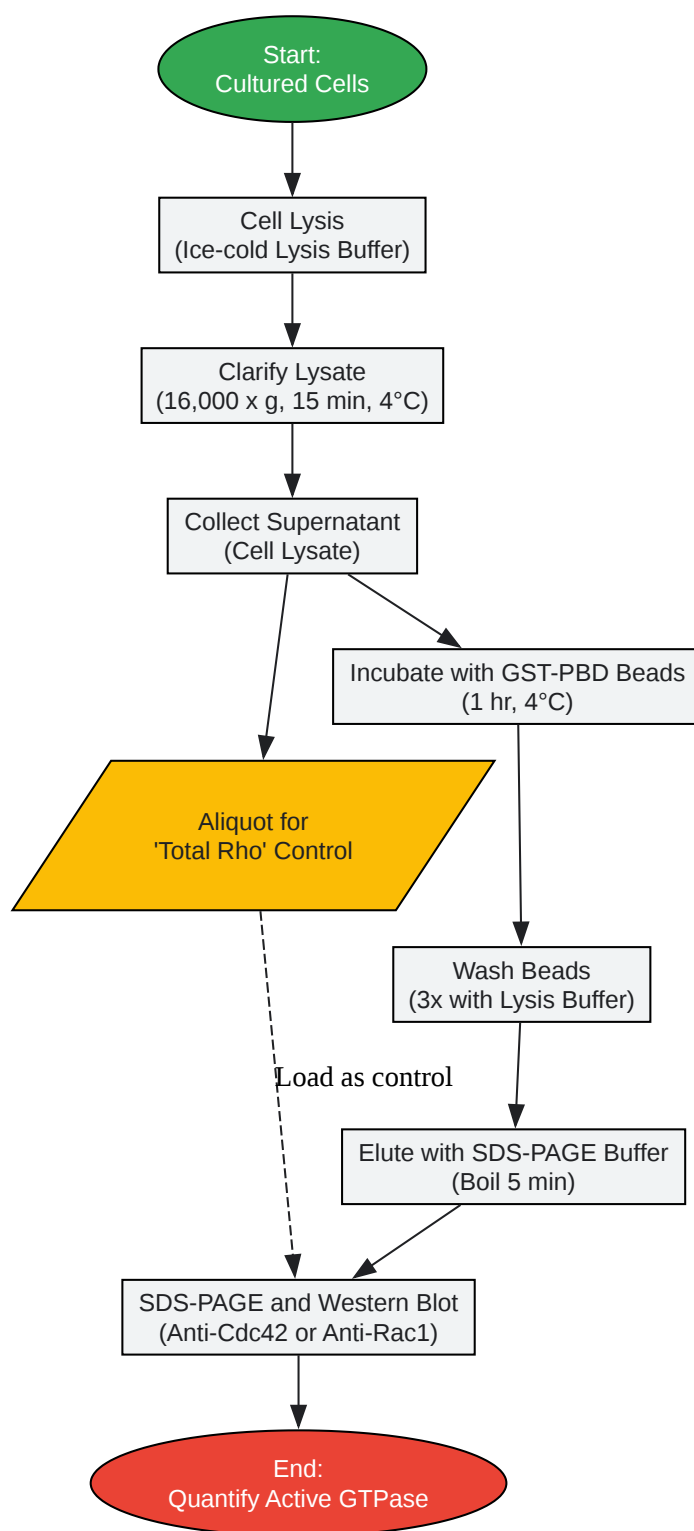 Start:
Cultured Cells
Cell Lysis
(Ice-cold Lysis Buffer)
Clarify Lysate
(16,000 x g, 15 min, 4°C)
Collect Supernatant
(Cell Lysate)
Incubate with GST-PBD Beads
(1 hr, 4°C)
Aliquot for
'Total Rho' Control
Wash Beads
(3x with Lysis Buffer)
Load as control
Elute with SDS-PAGE Buffer
(Boil 5 min)
SDS-PAGE and Western Blot
(Anti-Cdc42 or Anti-Rac1)
End:
Quantify Active GTPase